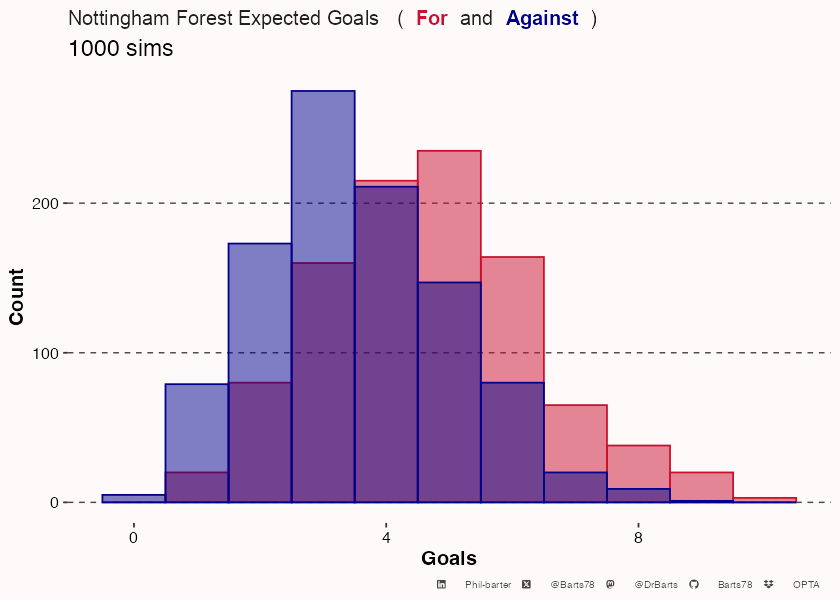 Nottingham Forest Expected Goals ( For and Against )
1000 sims
200
100
0
Count
0 4 8
Goals
Phil-barter @Barts78 @DrBarts Barts78 OPTA